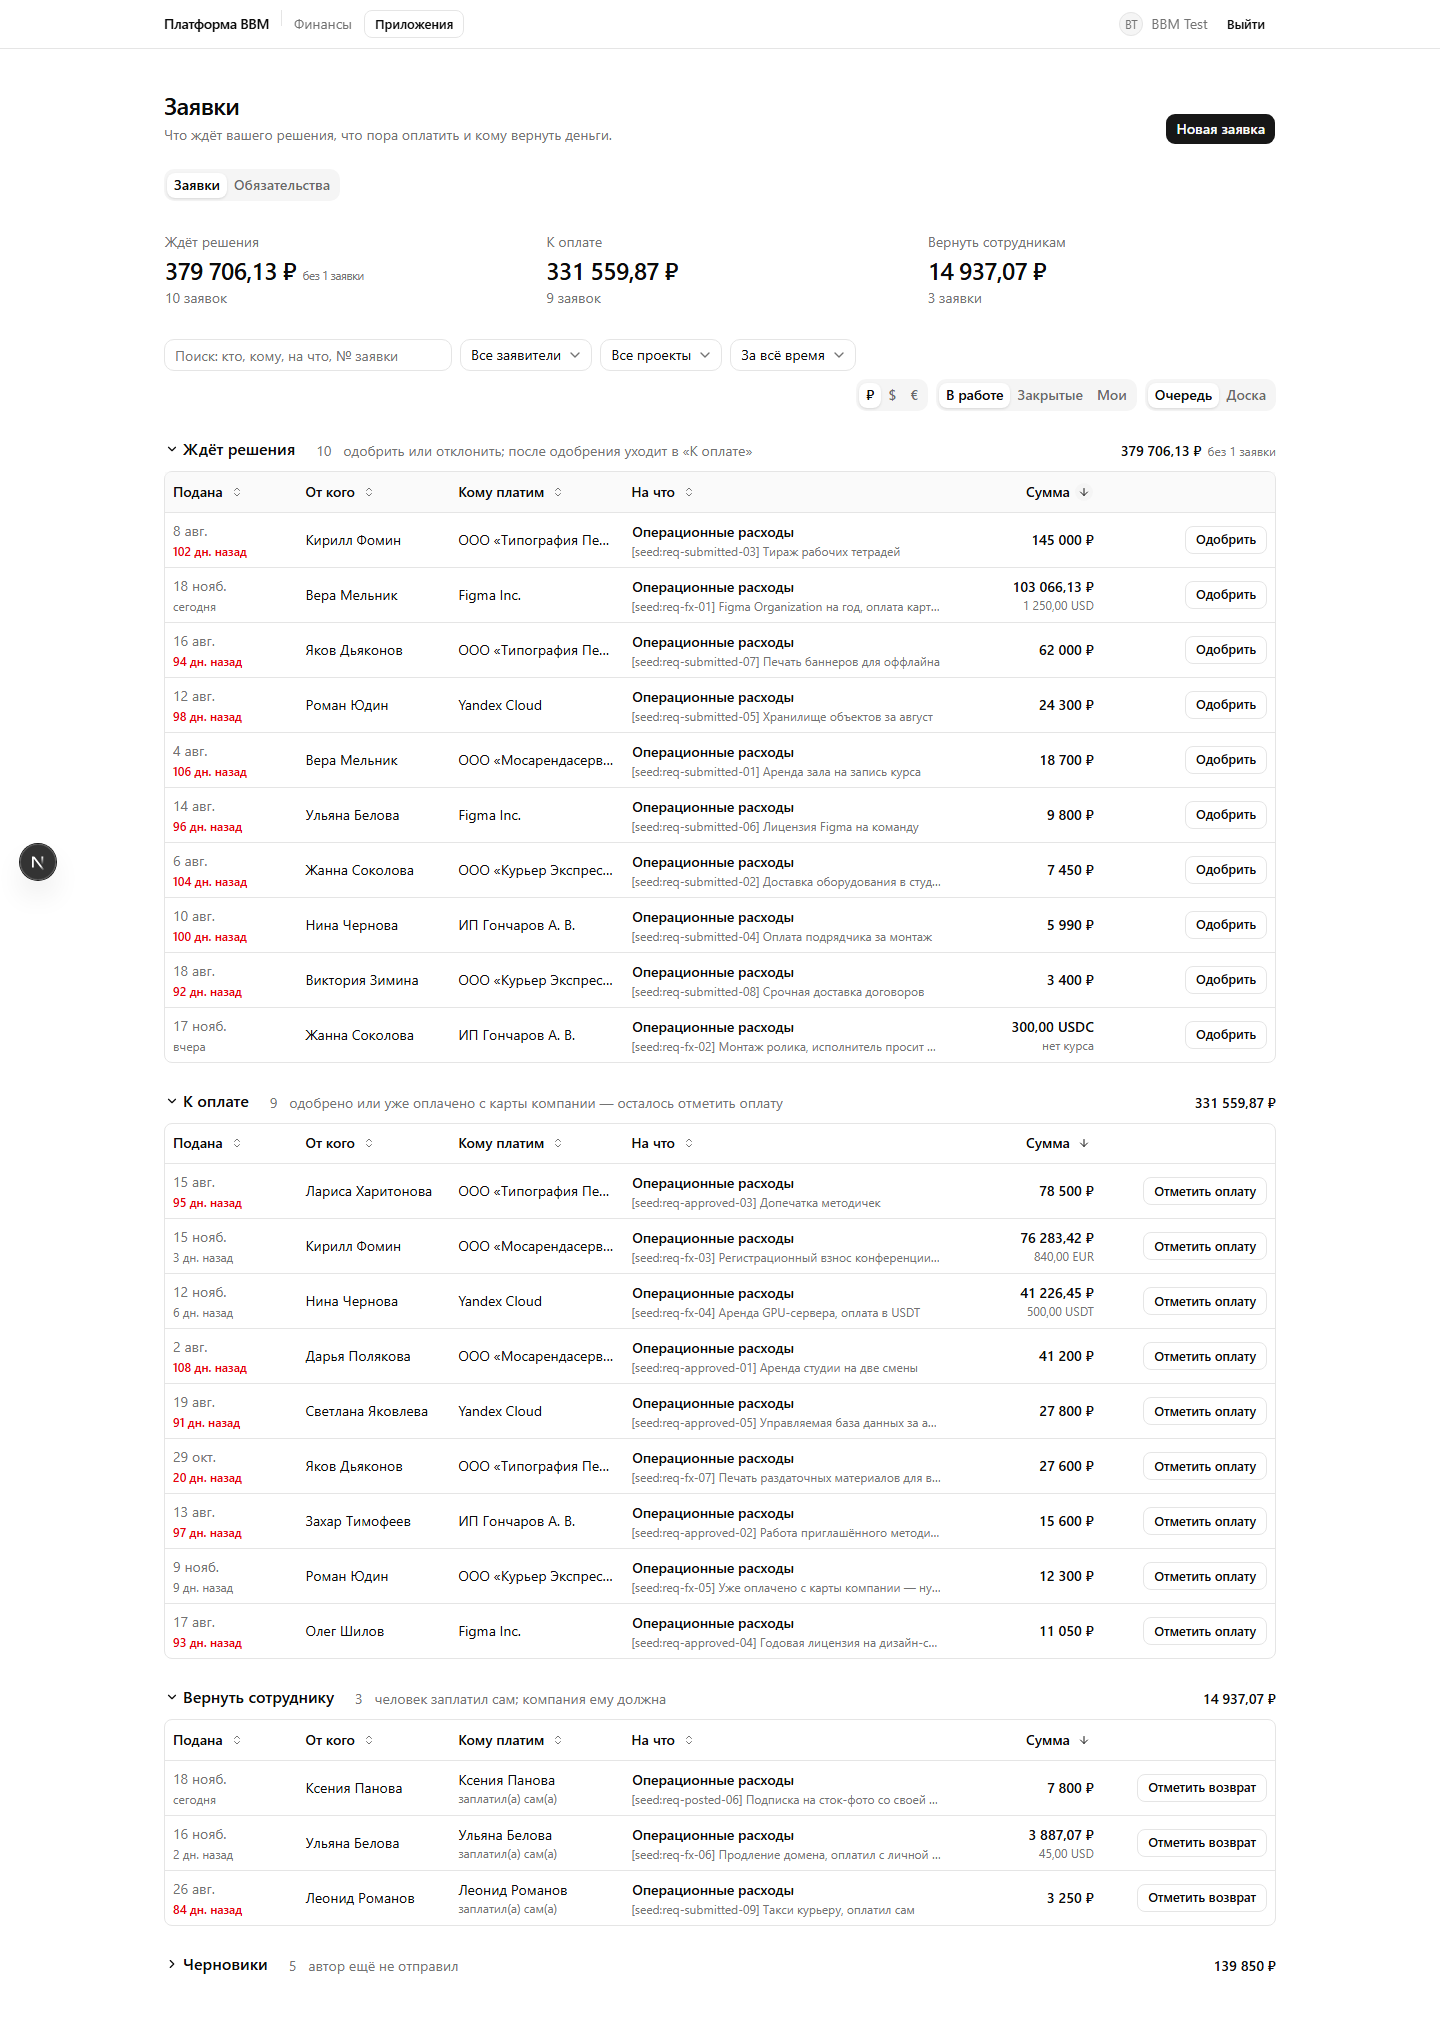 Платформа BBM Финансы Приложения BT BBM Test Выйти
Заявки
Что ждёт вашего решения, что пора оплатить и кому вернуть деньги.
Новая заявка
Заявки Обязательства
Ждёт решения К оплате Вернуть сотрудникам
379 706,13 ₽ без 1 заявки 331 559,87 ₽ 14 937,07 ₽
10 заявок 9 заявок 3 заявки
Поиск: кто, кому, на что, № заявки Все заявители Все проекты За всё время
₽ $ € В работе Закрытые Мои Очередь Доска
Ждёт решения 10 одобрить или отклонить; после одобрения уходит в «К оплате» 379 706,13 ₽ без 1 заявки
Подана От кого Кому платим На что Сумма
8 авг. Операционные расходы
Кирилл Фомин ООО «Типография Пе... 145 000 ₽ Одобрить
102 дн. назад [seed:req-submitted-03] Тираж рабочих тетрадей
18 нояб. Операционные расходы 103 066,13 ₽
Вера Мельник Figma Inc. Одобрить
сегодня [seed:req-fx-01] Figma Organization на год, оплата карт... 1 250,00 USD
16 авг. Операционные расходы
Яков Дьяконов ООО «Типография Пе... 62 000 ₽ Одобрить
94 дн. назад [seed:req-submitted-07] Печать баннеров для оффлайна
12 авг. Операционные расходы
Роман Юдин Yandex Cloud 24 300 ₽ Одобрить
98 дн. назад [seed:req-submitted-05] Хранилище объектов за август
4 авг. Операционные расходы
Вера Мельник ООО «Мосарендасерв... 18 700 ₽ Одобрить
106 дн. назад [seed:req-submitted-01] Аренда зала на запись курса
14 авг. Операционные расходы
Ульяна Белова Figma Inc. 9 800 ₽ Одобрить
96 дн. назад [seed:req-submitted-06] Лицензия Figma на команду
6 авг. Операционные расходы
Жанна Соколова ООО «Курьер Экспрес... 7 450 ₽ Одобрить
104 дн. назад [seed:req-submitted-02] Доставка оборудования в студ...
10 авг. Операционные расходы
Нина Чернова ИП Гончаров А. В. 5 990 ₽ Одобрить
100 дн. назад [seed:req-submitted-04] Оплата подрядчика за монтаж
18 авг. Операционные расходы
Виктория Зимина ООО «Курьер Экспрес... 3 400 ₽ Одобрить
92 дн. назад [seed:req-submitted-08] Срочная доставка договоров
17 нояб. Операционные расходы 300,00 USDC
Жанна Соколова ИП Гончаров А. В. Одобрить
вчера [seed:req-fx-02] Монтаж ролика, исполнитель просит ... нет курса
К оплате 9 одобрено или уже оплачено с карты компании — осталось отметить оплату 331 559,87 ₽
Подана От кого Кому платим На что Сумма
15 авг. Операционные расходы
Лариса Харитонова ООО «Типография Пе... 78 500 ₽ Отметить оплату
95 дн. назад [seed:req-approved-03] Допечатка методичек
15 нояб. Операционные расходы 76 283,42 ₽
Кирилл Фомин ООО «Мосарендасерв... Отметить оплату
3 дн. назад [seed:req-fx-03] Регистрационный взнос конференции... 840,00 EUR
12 нояб. Операционные расходы 41 226,45 ₽
Нина Чернова Yandex Cloud Отметить оплату
6 дн. назад [seed:req-fx-04] Аренда GPU-сервера, оплата в USDT 500,00 USDT
2 авг. Операционные расходы
Дарья Полякова ООО «Мосарендасерв... 41 200 ₽ Отметить оплату
108 дн. назад [seed:req-approved-01] Аренда студии на две смены
19 авг. Операционные расходы
Светлана Яковлева Yandex Cloud 27 800 ₽ Отметить оплату
91 дн. назад [seed:req-approved-05] Управляемая база данных за а...
29 окт. Операционные расходы
Яков Дьяконов ООО «Типография Пе... 27 600 ₽ Отметить оплату
20 дн. назад [seed:req-fx-07] Печать раздаточных материалов для в...
13 авг. Операционные расходы
Захар Тимофеев ИП Гончаров А. В. 15 600 ₽ Отметить оплату
97 дн. назад [seed:req-approved-02] Работа приглашённого методи...
9 нояб. Операционные расходы
Роман Юдин ООО «Курьер Экспрес... 12 300 ₽ Отметить оплату
9 дн. назад [seed:req-fx-05] Уже оплачено с карты компании — ну...
17 авг. Операционные расходы
Олег Шилов Figma Inc. 11 050 ₽ Отметить оплату
93 дн. назад [seed:req-approved-04] Годовая лицензия на дизайн-с...
Вернуть сотруднику 3 человек заплатил сам; компания ему должна 14 937,07 ₽
Подана От кого Кому платим На что Сумма
18 нояб. Ксения Панова Операционные расходы
Ксения Панова 7 800 ₽ Отметить возврат
сегодня заплатил(а) сам(а) [seed:req-posted-06] Подписка на сток-фото со своей ...
16 нояб. Ульяна Белова Операционные расходы 3 887,07 ₽
Ульяна Белова Отметить возврат
2 дн. назад заплатил(а) сам(а) [seed:req-fx-06] Продление домена, оплатил с личной ... 45,00 USD
26 авг. Леонид Романов Операционные расходы
Леонид Романов 3 250 ₽ Отметить возврат
84 дн. назад заплатил(а) сам(а) [seed:req-submitted-09] Такси курьеру, оплатил сам
Черновики 5 автор ещё не отправил 139 850 ₽